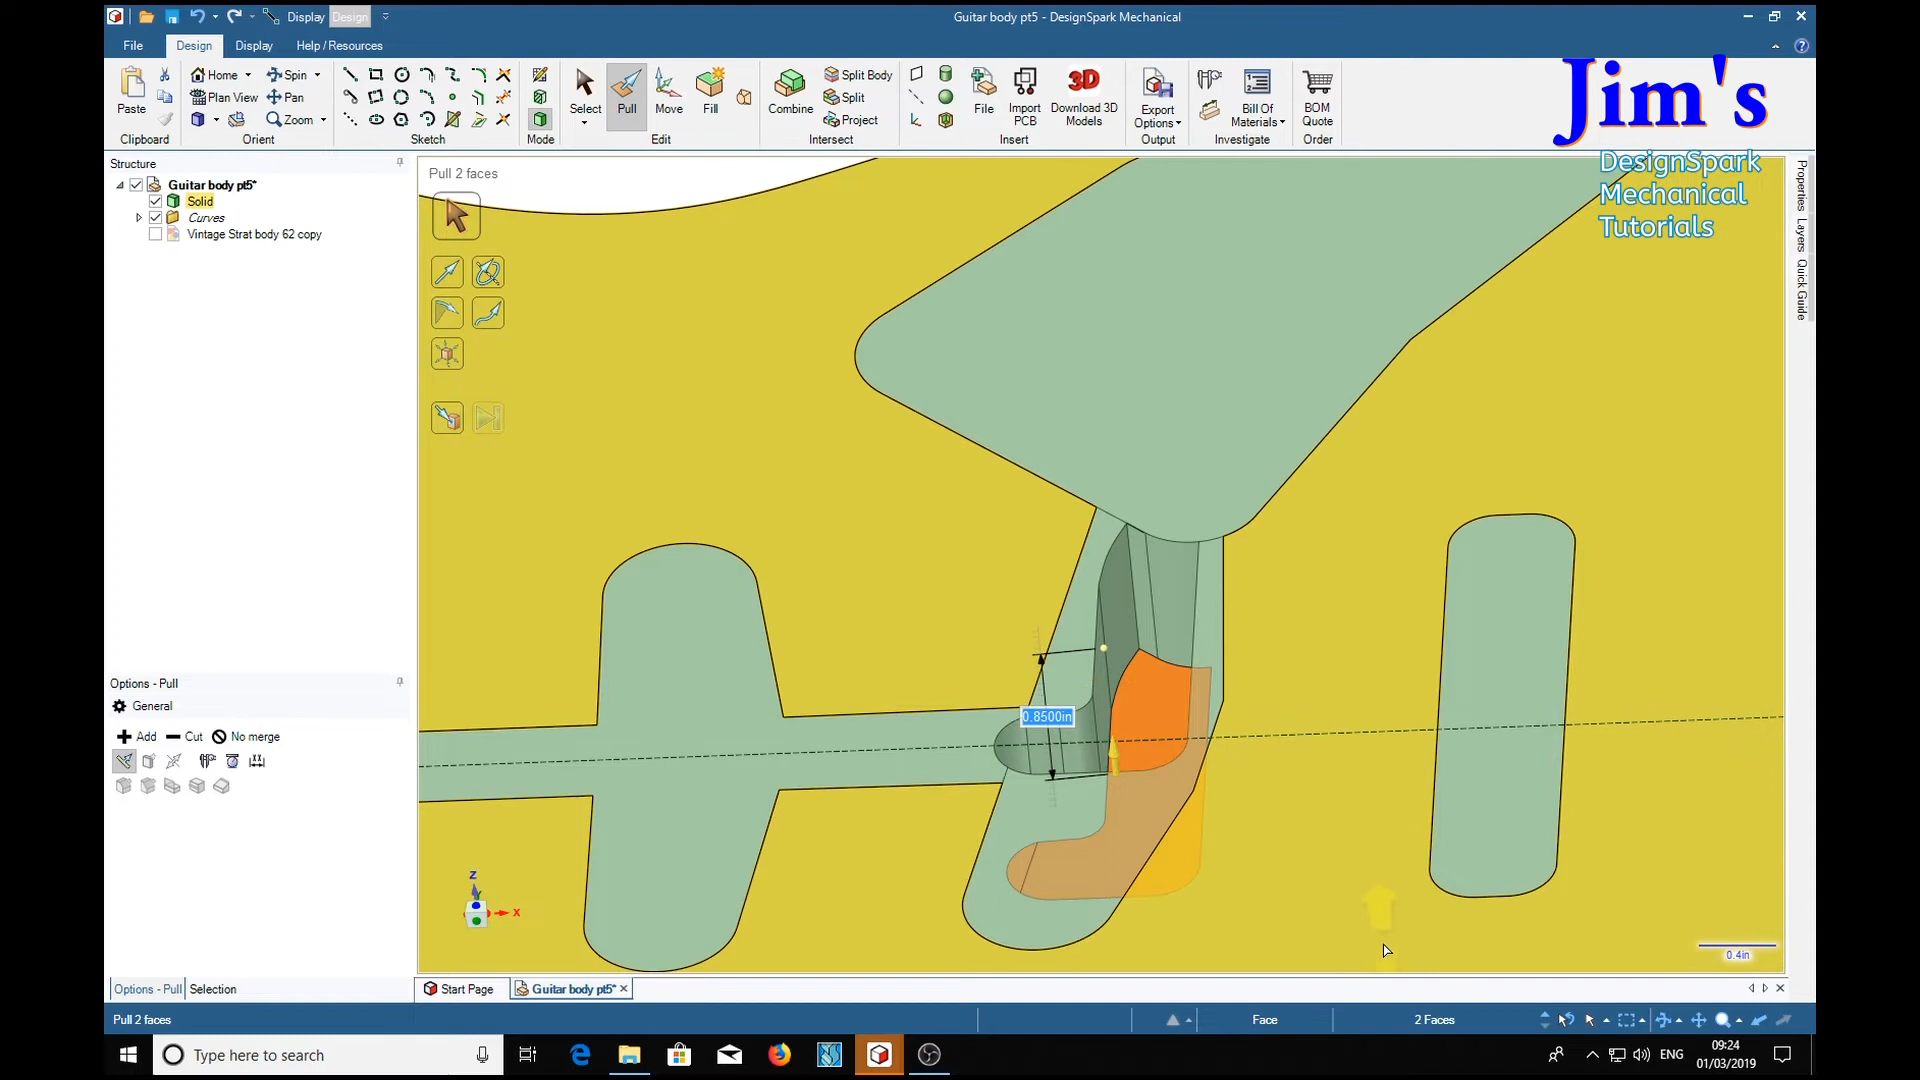 Display Design
Guitar body pt5 - DesignSpark Mechanical
File Design Display Help / Resources
Paste
Clipboard
Home Spin
Plan View Pan
Zoom
Orient
Sketch
Mode
Select Pull Move Fill
Edit
Combine
Split Body
Split
Project
Intersect
File
Import PCB
3D
Download 3D Models
Insert
Export Options
Output
Bill Of Materials
Investigate
BOM Quote
Order
Jim's
DesignSpark
Mechanical
Tutorials
Structure
Guitar body pt5*
Solid
Curves
Vintage Strat body 62 copy
Pull 2 faces
Properties
Layers
Quick Guide
0.8500in
Options - Pull
General
Add Cut No merge
Z
X
0.4in
Options - Pull Selection
Start Page Guitar body pt5*
Pull 2 faces Face 2 Faces
Type here to search
ENG
09:24
01/03/2019